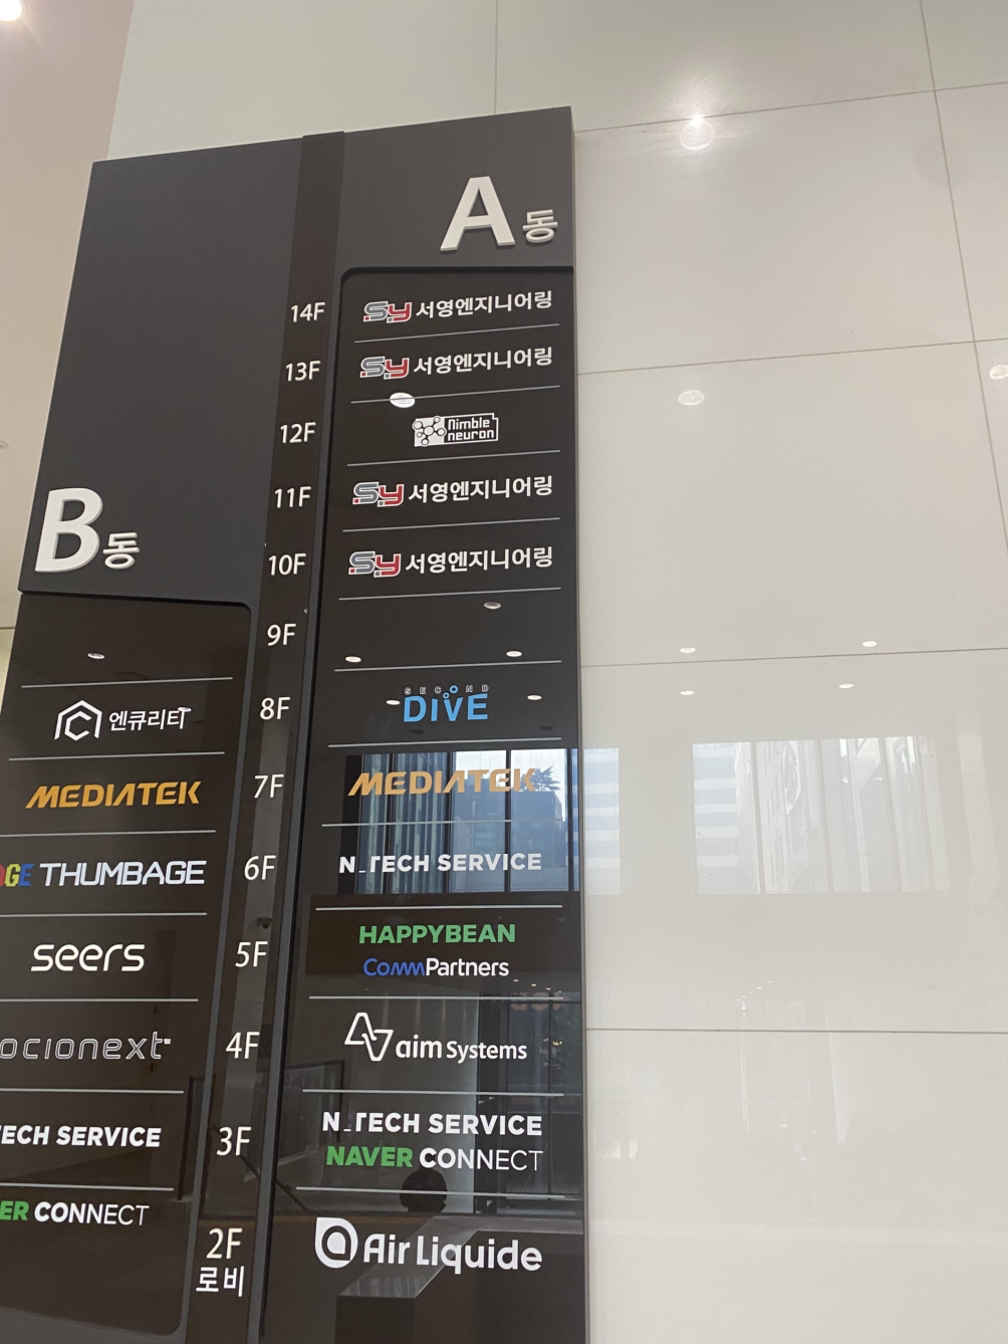 A동
14F
SY 서영엔지니어링
13F
SY 서영엔지니어링
12F
Nimble
neuron
11F
SY 서영엔지니어링
10F
SY 서영엔지니어링
B동
9F
엔큐리티
8F
SECOND
DIVE
MEDIATEK
7F
MEDIATEK
THUMBAGE
6F
N_TECH SERVICE
seers
5F
HAPPYBEAN
CommPartners
ocionext
4F
aim Systems
ECH SERVICE
3F
N_TECH SERVICE
NAVER CONNECT
ER CONNECT
2F
로비
Air Liquide